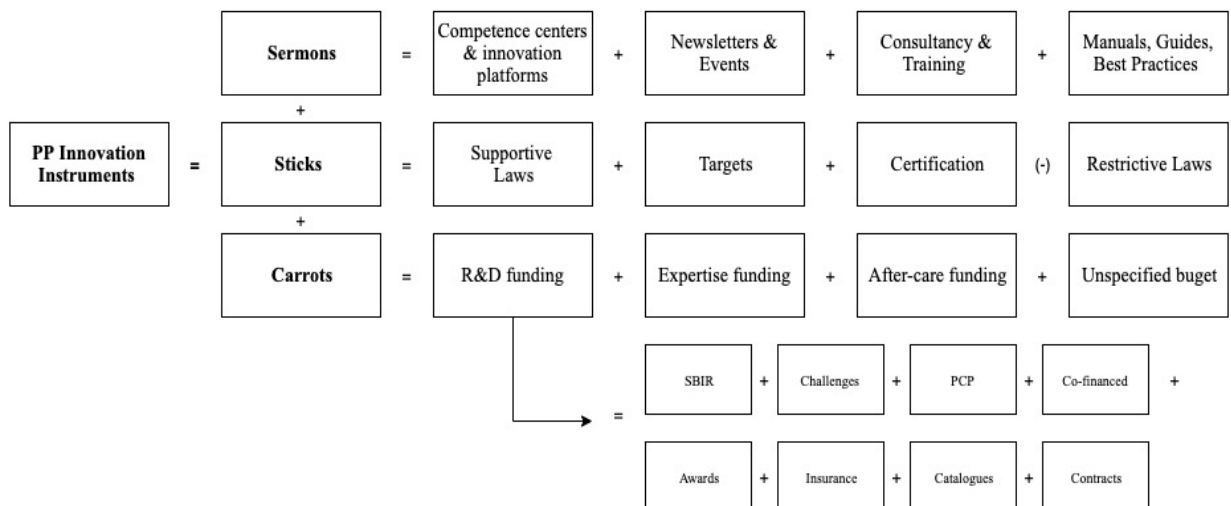 Sermons = Competence centers & innovation platforms + Newsletters & Events + Consultancy & Training + Manuals, Guides, Best Practices
+
PP Innovation Instruments = Sticks = Supportive Laws + Targets + Certification (-) Restrictive Laws
+
Carrots = R&D funding + Expertise funding + After-care funding + Unspecified buget
= SBIR + Challenges + PCP + Co-financed +
Awards + Insurance + Catalogues + Contracts